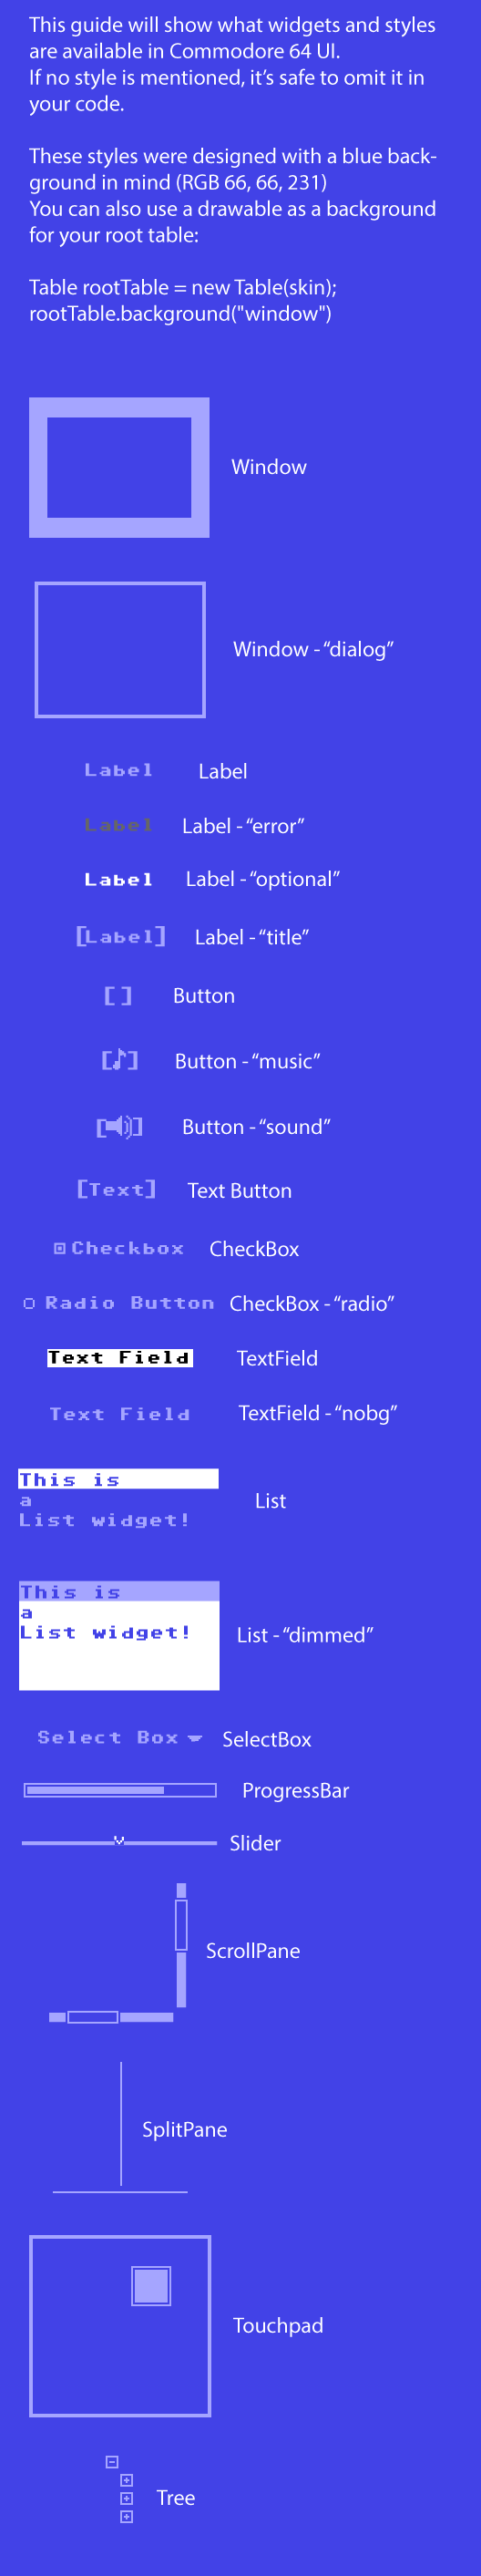 This guide will show what widgets and styles
are available in Commodore 64 UI.
If no style is mentioned, it’s safe to omit it in
your code.
These styles were designed with a blue back-
ground in mind (RGB 66, 66, 231)
You can also use a drawable as a background
for your root table:
Table rootTable = new Table(skin);
rootTable.background("window")
Window
Window - “dialog”
Label Label
Label Label - “error”
Label Label - “optional”
[Label] Label - “title”
[ ] Button
[♪] Button - “music”
[ ] Button - “sound”
[Text] Text Button
Checkbox CheckBox
Radio Button CheckBox - “radio”
Text Field TextField
Text Field TextField - “nobg”
This is
a
List widget!
List
This is
a
List widget!
List - “dimmed”
Select Box SelectBox
ProgressBar
Slider
ScrollPane
SplitPane
Touchpad
Tree